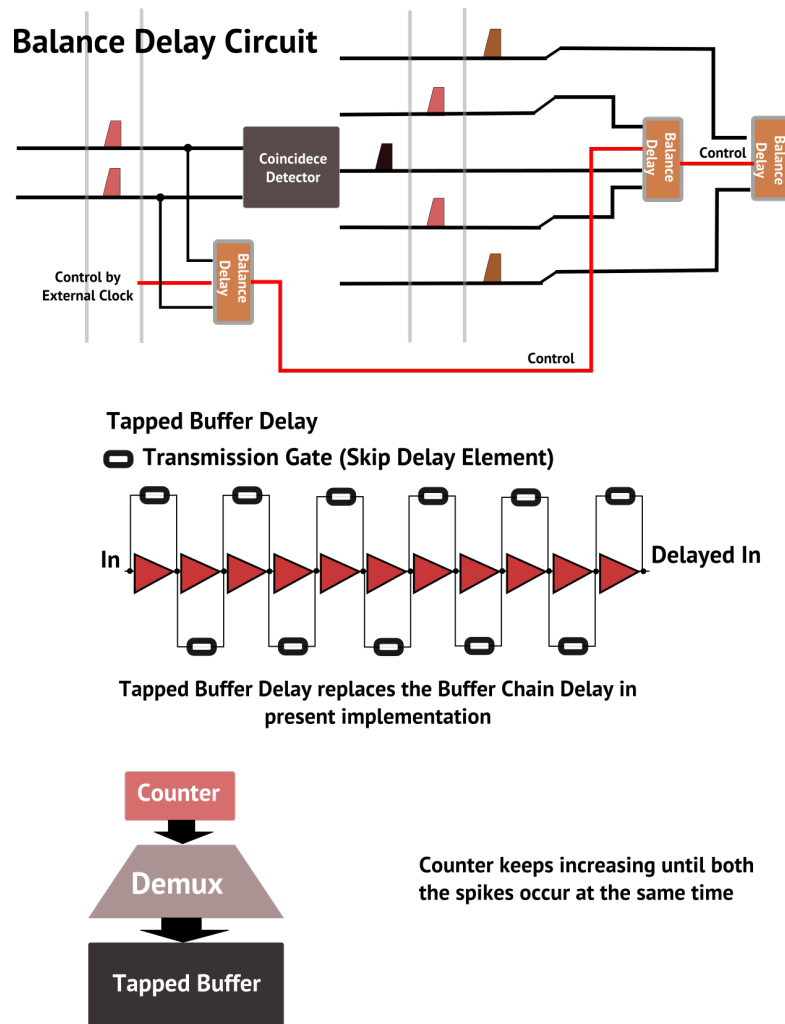 Balance Delay Circuit
Coincidece
Detector
Control by
External Clock
Balance
Delay
Control
Balance
Delay
Control
Balance
Delay
Tapped Buffer Delay
Transmission Gate (Skip Delay Element)
In
Delayed In
Tapped Buffer Delay replaces the Buffer Chain Delay in
present implementation
Counter
Demux
Tapped Buffer
Counter keeps increasing until both
the spikes occur at the same time